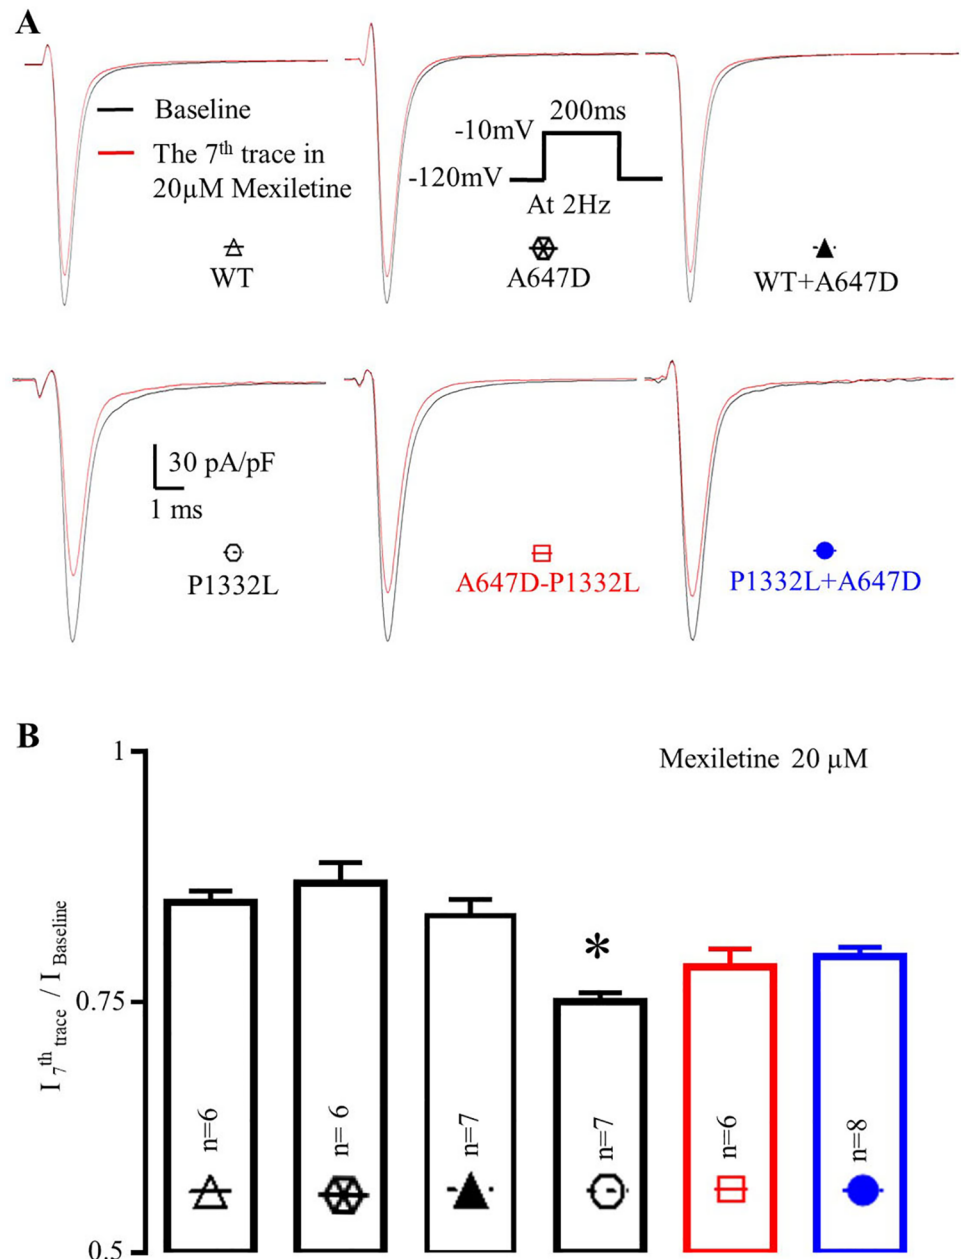 A
Baseline
The 7th trace in
20µM Mexiletine
200ms
-10mV
-120mV
At 2Hz
WT
A647D
WT+A647D
30 pA/pF
1 ms
P1332L
A647D-P1332L
P1332L+A647D
B
Mexiletine 20 µM
I 7th trace / I Baseline
1
0.75
0.5
n=6
n= 6
n=7
*
n=7
n=6
n=8